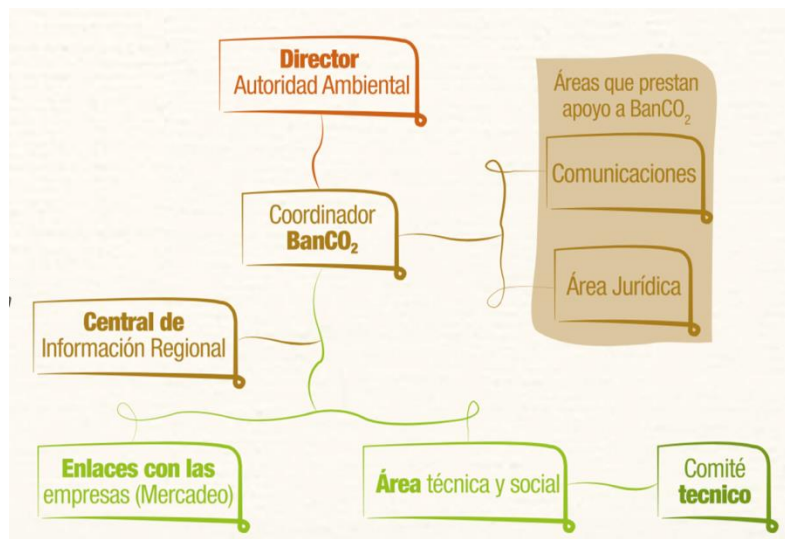 Director
Autoridad Ambiental
Áreas que prestan
apoyo a BanCO₂
Comunicaciones
Coordinador
BanCO₂
Área Jurídica
Central de
Información Regional
Enlaces con las
empresas (Mercadeo)
Área técnica y social
Comité
tecnico